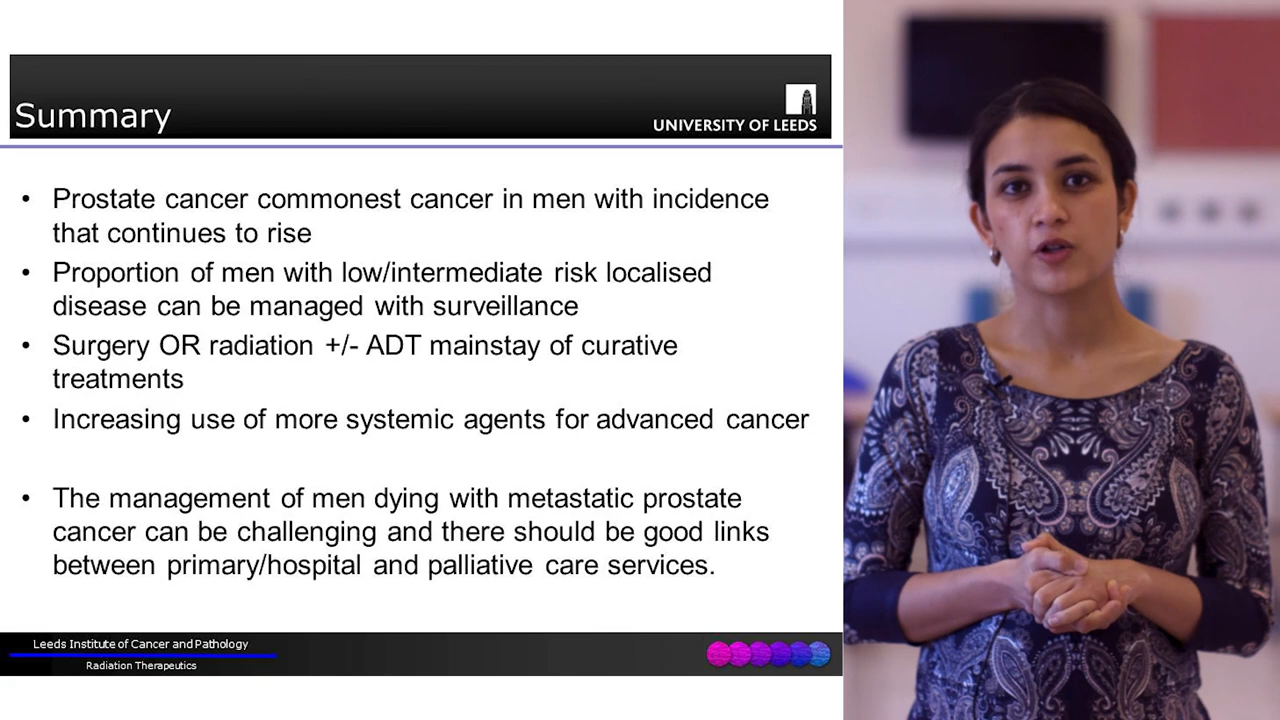 Summary
UNIVERSITY OF LEEDS
• Prostate cancer commonest cancer in men with incidence
that continues to rise
• Proportion of men with low/intermediate risk localised
disease can be managed with surveillance
• Surgery OR radiation +/- ADT mainstay of curative
treatments
• Increasing use of more systemic agents for advanced cancer
• The management of men dying with metastatic prostate
cancer can be challenging and there should be good links
between primary/hospital and palliative care services.
Leeds Institute of Cancer and Pathology
Radiation Therapeutics